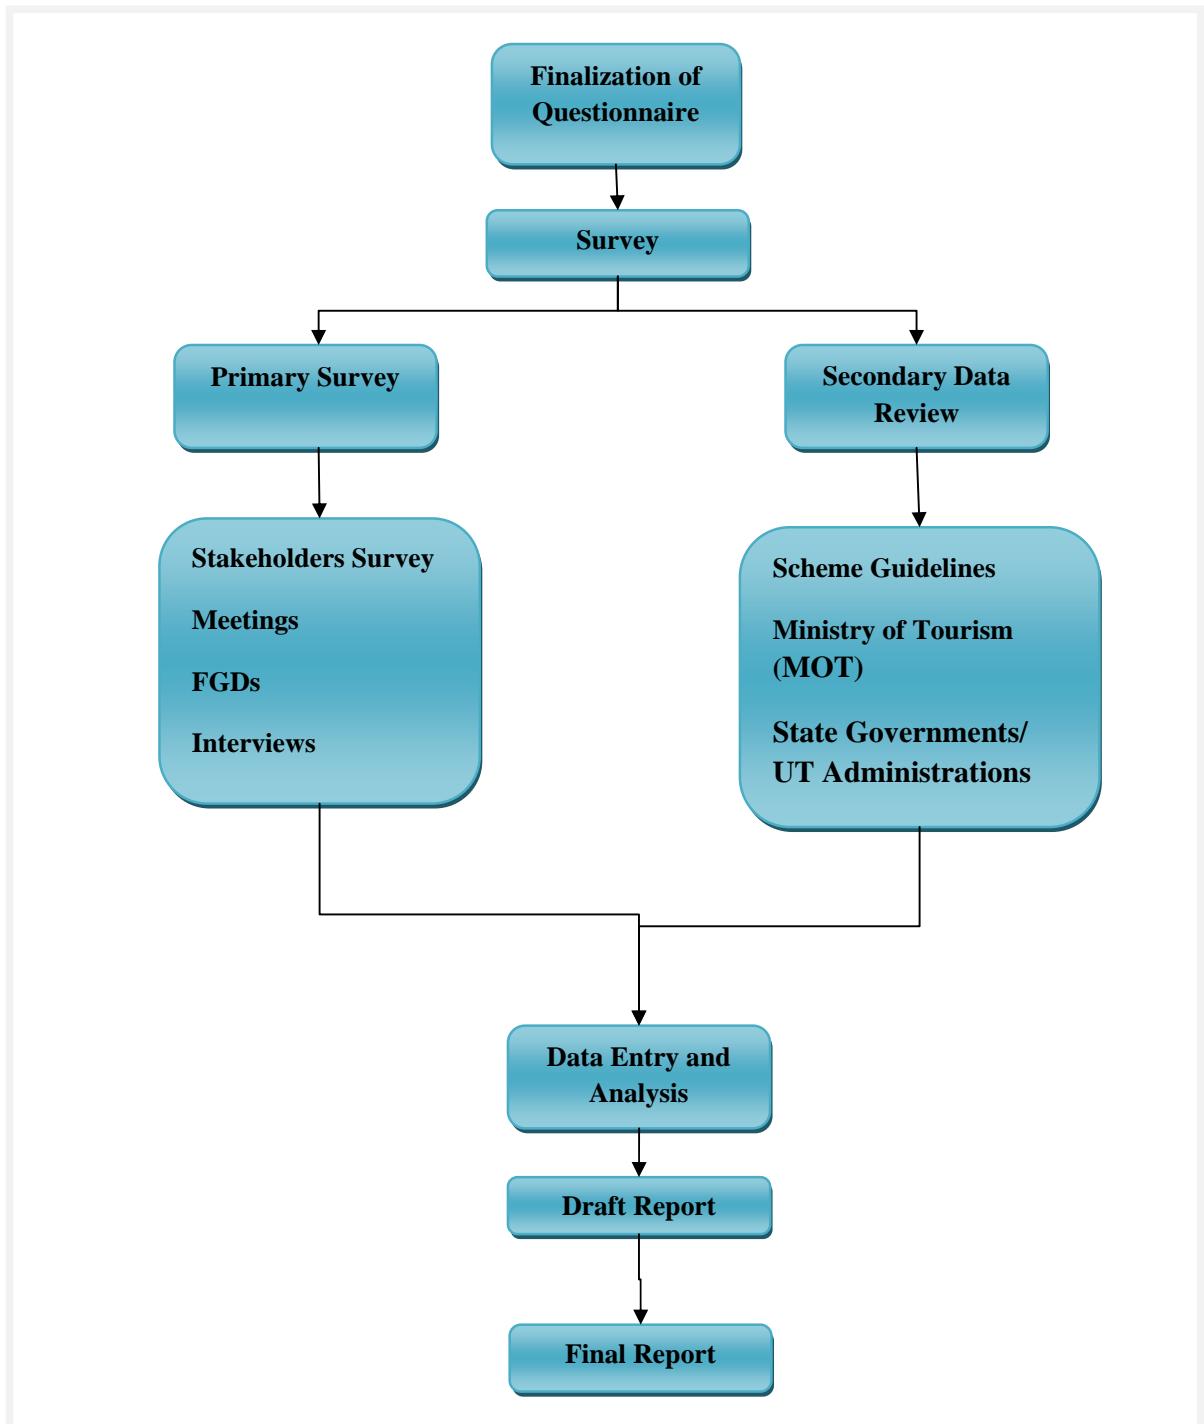 Finalization of
Questionnaire
Survey
Primary Survey
Secondary Data
Review
Stakeholders Survey
Meetings
FGDs
Interviews
Scheme Guidelines
Ministry of Tourism
(MOT)
State Governments/
UT Administrations
Data Entry and
Analysis
Draft Report
Final Report